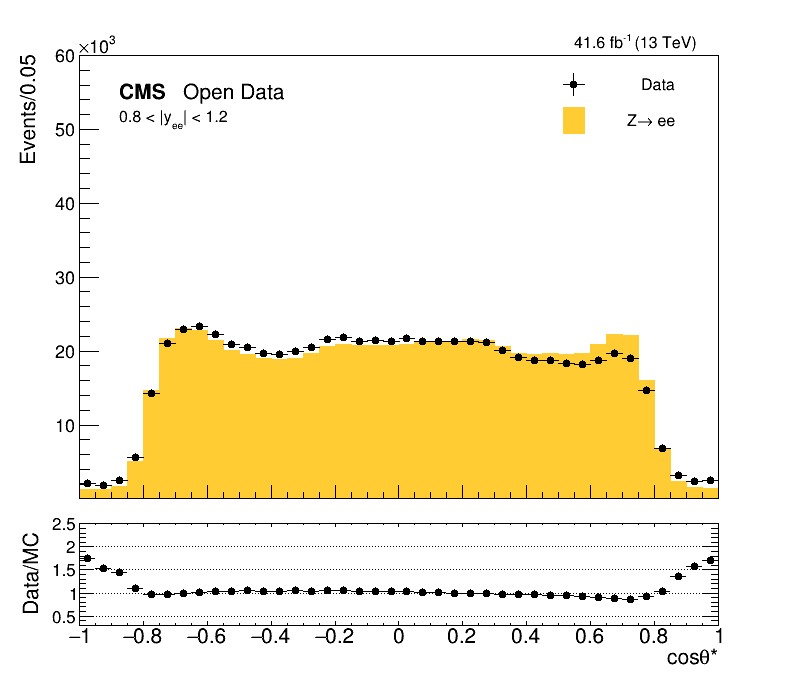 41.6 fb⁻¹ (13 TeV)
60 ×10³
Events/0.05
CMS Open Data
0.8 < |yₑₑ| < 1.2
Data
Z→ ee
50
40
30
20
10
Data/MC
2.5
2
1.5
1
0.5
−1 −0.8 −0.6 −0.4 −0.2 0 0.2 0.4 0.6 0.8 1
cosθ*